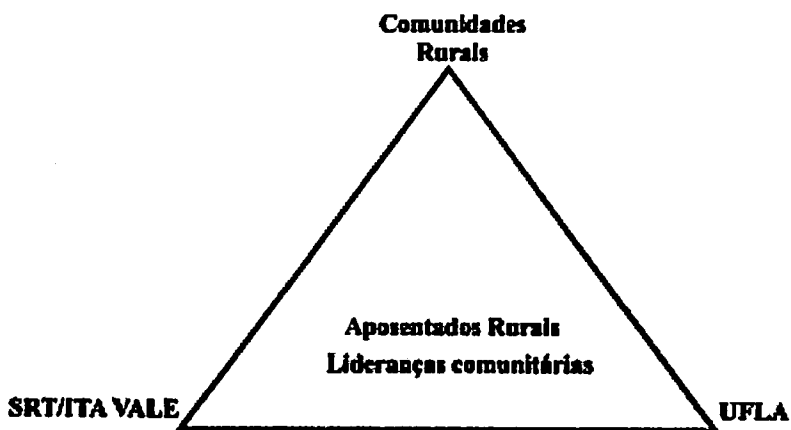 Comunidades
Rurais
Aposentados Rurais
Lideranças comunitárias
SRT/ITA VALE
UFLA